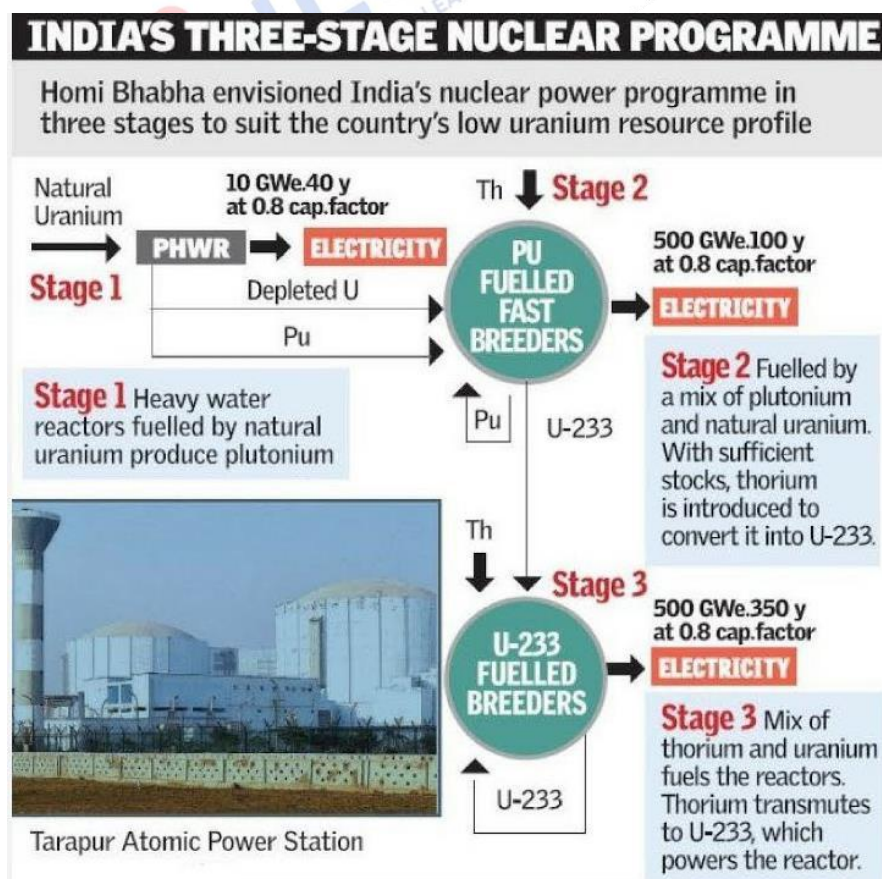 INDIA'S THREE-STAGE NUCLEAR PROGRAMME
Homi Bhabha envisioned India's nuclear power programme in
three stages to suit the country's low uranium resource profile
Natural
Uranium
Stage 1
PHWR
10 GWe.40 y
at 0.8 cap.factor
ELECTRICITY
Depleted U
Pu
Th
Stage 2
PU
FUELLED
FAST
BREEDERS
500 GWe.100 y
at 0.8 cap.factor
ELECTRICITY
Stage 1 Heavy water
reactors fuelled by natural
uranium produce plutonium
Pu
U-233
Stage 2 Fuelled by
a mix of plutonium
and natural uranium.
With sufficient
stocks, thorium
is introduced to
convert it into U-233.
Th
Stage 3
U-233
FUELLED
BREEDERS
500 GWe.350 y
at 0.8 cap.factor
ELECTRICITY
U-233
Stage 3 Mix of
thorium and uranium
fuels the reactors.
Thorium transmutes
to U-233, which
powers the reactor.
Tarapur Atomic Power Station